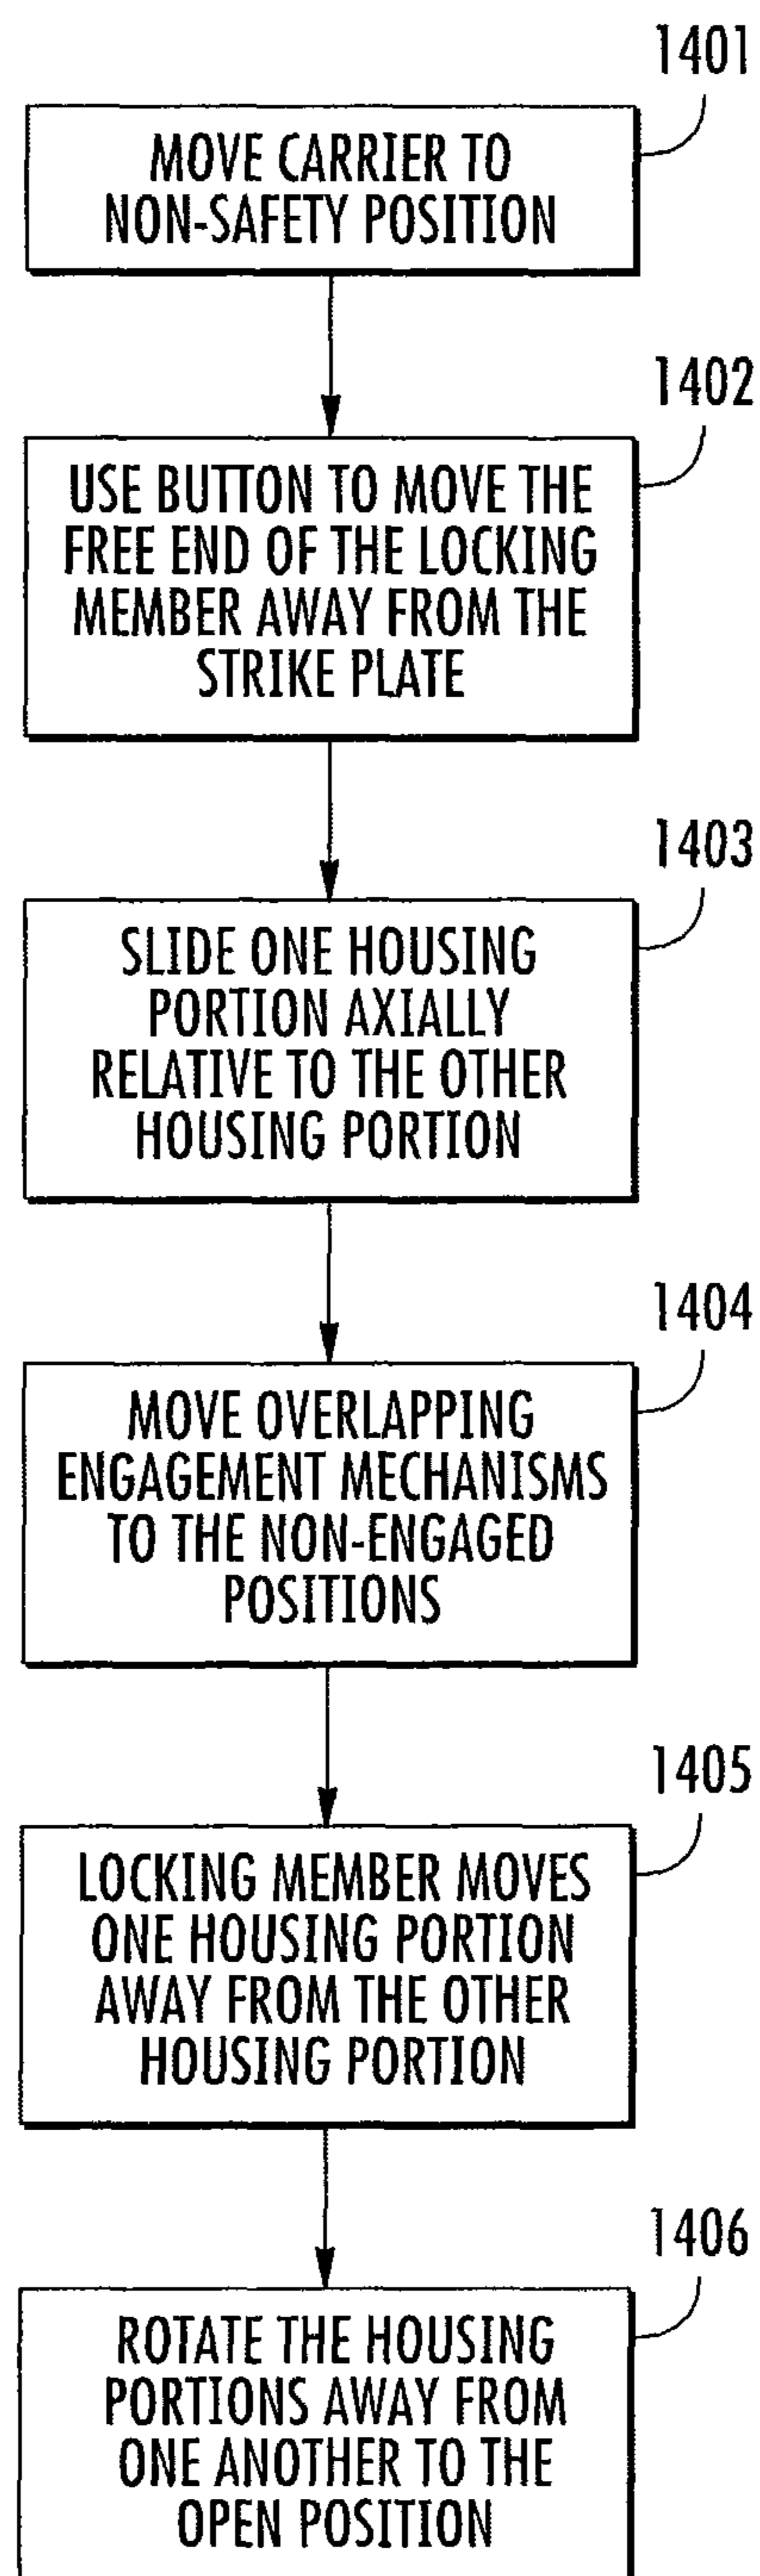 1401
MOVE CARRIER TO
NON-SAFETY POSITION
1402
USE BUTTON TO MOVE THE
FREE END OF THE LOCKING
MEMBER AWAY FROM THE
STRIKE PLATE
1403
SLIDE ONE HOUSING
PORTION AXIALLY
RELATIVE TO THE OTHER
HOUSING PORTION
1404
MOVE OVERLAPPING
ENGAGEMENT MECHANISMS
TO THE NON-ENGAGED
POSITIONS
1405
LOCKING MEMBER MOVES
ONE HOUSING PORTION
AWAY FROM THE OTHER
HOUSING PORTION
1406
ROTATE THE HOUSING
PORTIONS AWAY FROM
ONE ANOTHER TO THE
OPEN POSITION